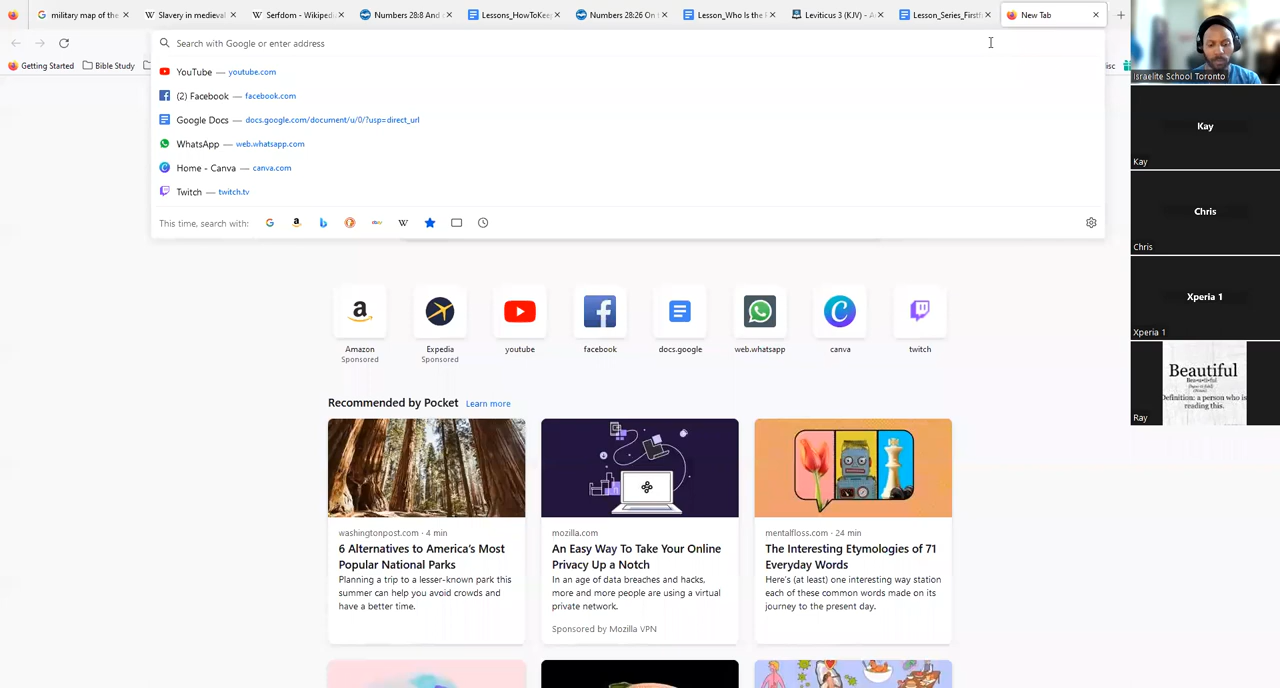 military map of the
Slavery in medieval
Serfdom - Wikiped
Numbers 28:8 And
Lessons_HowToKeep
Numbers 28:26 On
Lesson_Who Is the
Leviticus 3 (KJV) - A
Lesson_Series_Firstf
New Tab
Search with Google or enter address
Getting Started
Bible Study
YouTube — youtube.com
(2) Facebook — facebook.com
Google Docs — docs.google.com/document/u/0/?usp=direct_url
WhatsApp — web.whatsapp.com
Home - Canva — canva.com
Twitch — twitch.tv
This time, search with:
Amazon
Sponsored
Expedia
Sponsored
youtube
facebook
docs.google
web.whatsapp
canva
twitch
Recommended by Pocket Learn more
washingtonpost.com · 4 min
6 Alternatives to America's Most
Popular National Parks
Planning a trip to a lesser-known park this
summer can help you avoid crowds and
have a better time.
mozilla.com
An Easy Way To Take Your Online
Privacy Up a Notch
In an age of data breaches and hacks,
more and more people are using a virtual
private network.
Sponsored by Mozilla VPN
mentalfloss.com · 24 min
The Interesting Etymologies of 71
Everyday Words
Here's (at least) one interesting way station
each of these common words made on its
journey to the present day.
Israelite School Toronto
Kay
Kay
Chris
Chris
Xperia 1
Xperia 1
Beautiful
Definition: a person who is
reading this.
Ray